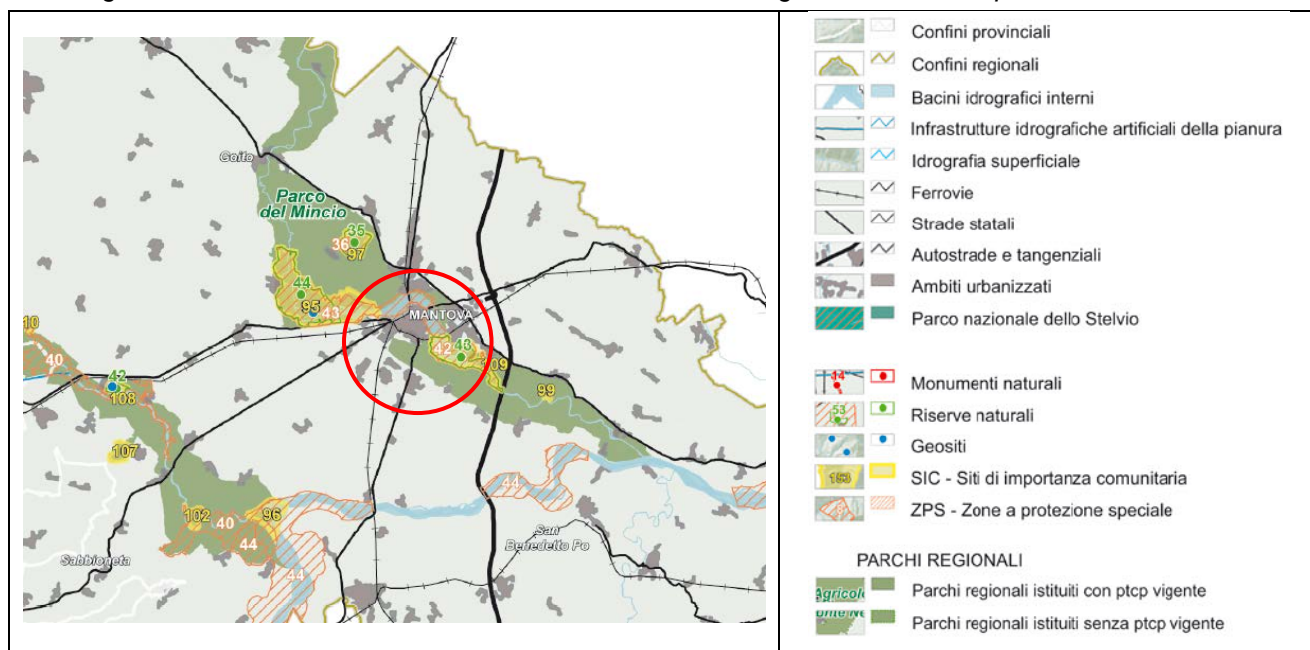 Goito
Parco
del Mincio
35
36
97
44
95
43
MANTOVA
42
43
109
99
10
40
42
108
107
44
102
40
96
44
44
Sabbioneta
San
Benedetto Po
Confini provinciali
Confini regionali
Bacini idrografici interni
Infrastrutture idrografiche artificiali della pianura
Idrografia superficiale
Ferrovie
Strade statali
Autostrade e tangenziali
Ambiti urbanizzati
Parco nazionale dello Stelvio
14
Monumenti naturali
53
Riserve naturali
Geositi
153
SIC - Siti di importanza comunitaria
ZPS - Zone a protezione speciale
PARCHI REGIONALI
Agricolo
Parchi regionali istituiti con ptcp vigente
Parchi regionali istituiti senza ptcp vigente